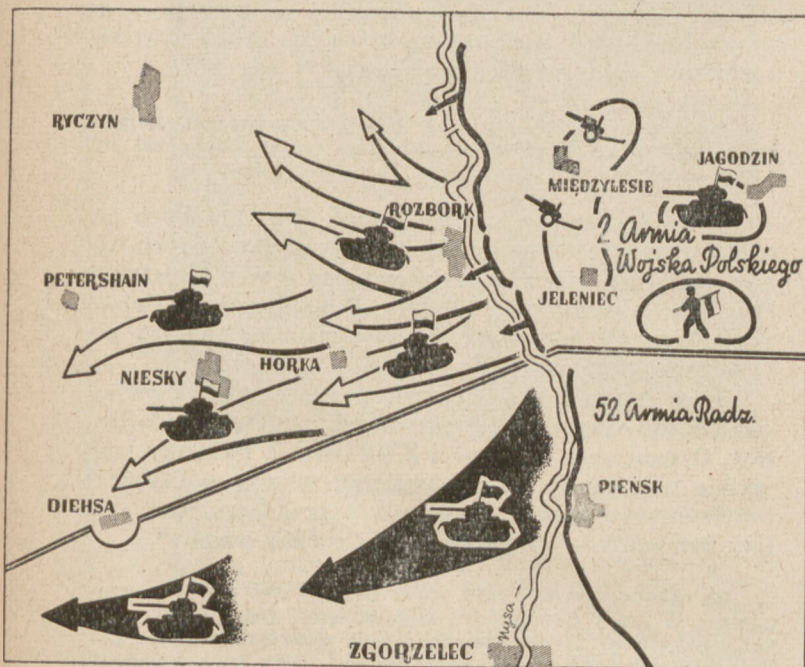 RYCZYN
JAGODZIN
MIĘDZYLESIE
ROZBORK
2 Armia
Wojska Polskiego
PETERSHAIN
JELENIEC
HORKA
NIESKY
52 Armia Radz.
PIEŃSK
DIEHSA
Nysa
ZGORZELEC